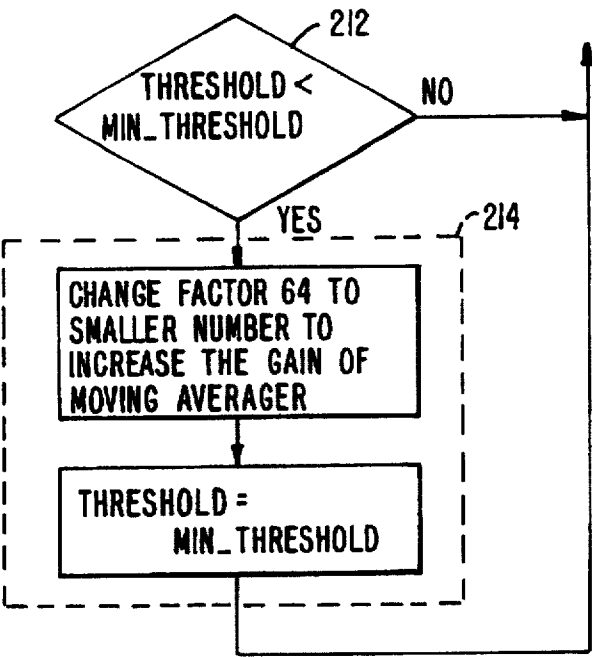 212
THRESHOLD <
MIN_THRESHOLD
NO
YES
214
CHANGE FACTOR 64 TO
SMALLER NUMBER TO
INCREASE THE GAIN OF
MOVING AVERAGER
THRESHOLD =
MIN_THRESHOLD